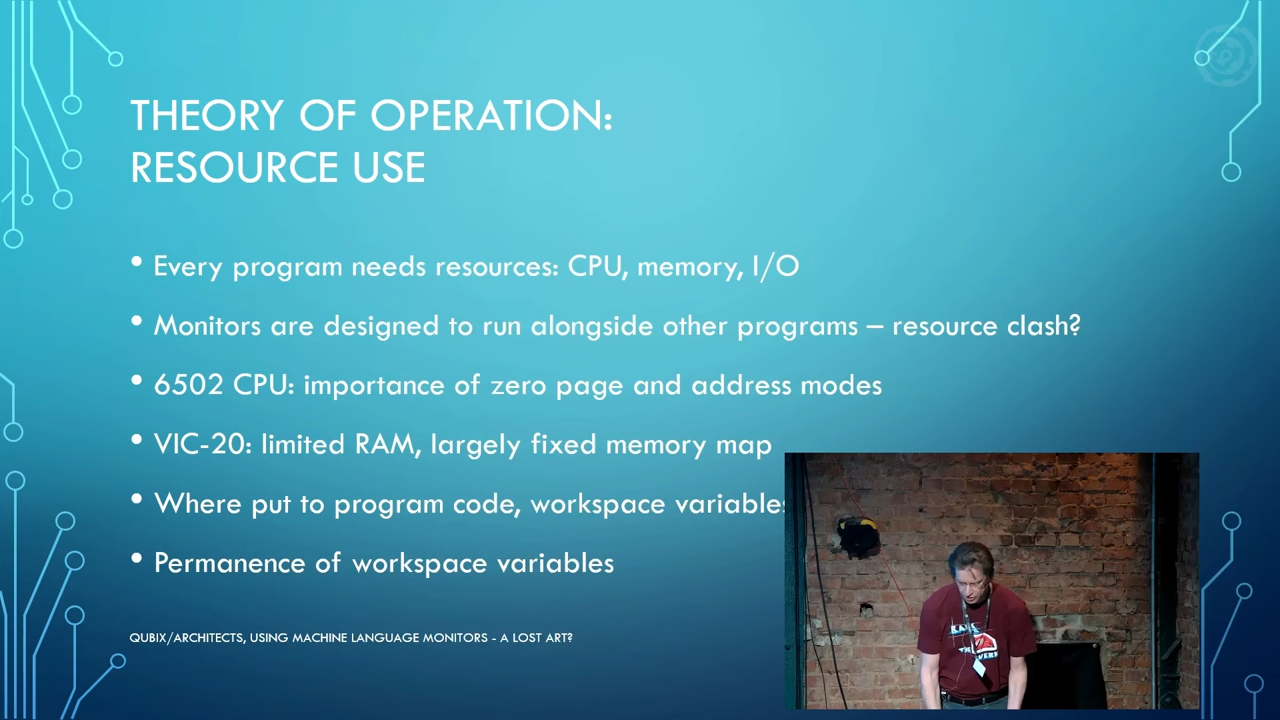 THEORY OF OPERATION:
RESOURCE USE
• Every program needs resources: CPU, memory, I/O
• Monitors are designed to run alongside other programs – resource clash?
• 6502 CPU: importance of zero page and address modes
• VIC-20: limited RAM, largely fixed memory map
• Where put to program code, workspace variables
• Permanence of workspace variables
QUBIX/ARCHITECTS, USING MACHINE LANGUAGE MONITORS - A LOST ART?